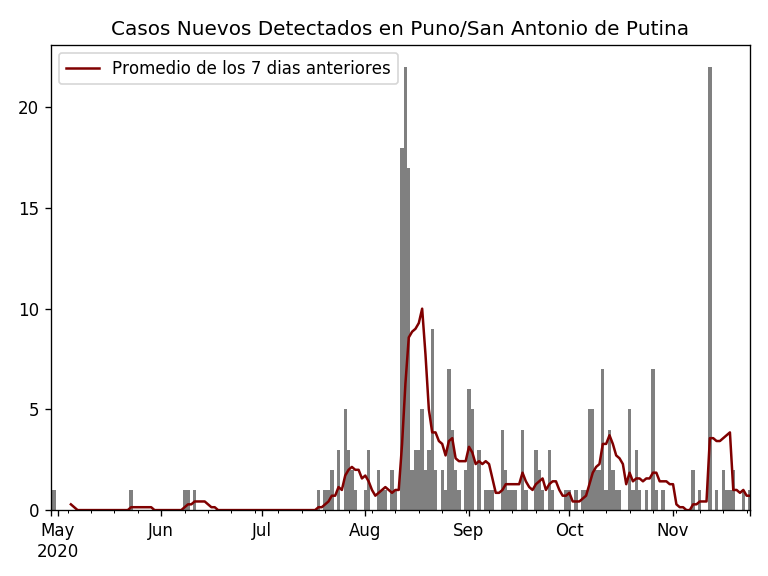 Casos Nuevos Detectados en Puno/San Antonio de Putina
Promedio de los 7 dias anteriores
20
15
10
5
0
May Jun Jul Aug Sep Oct Nov
2020